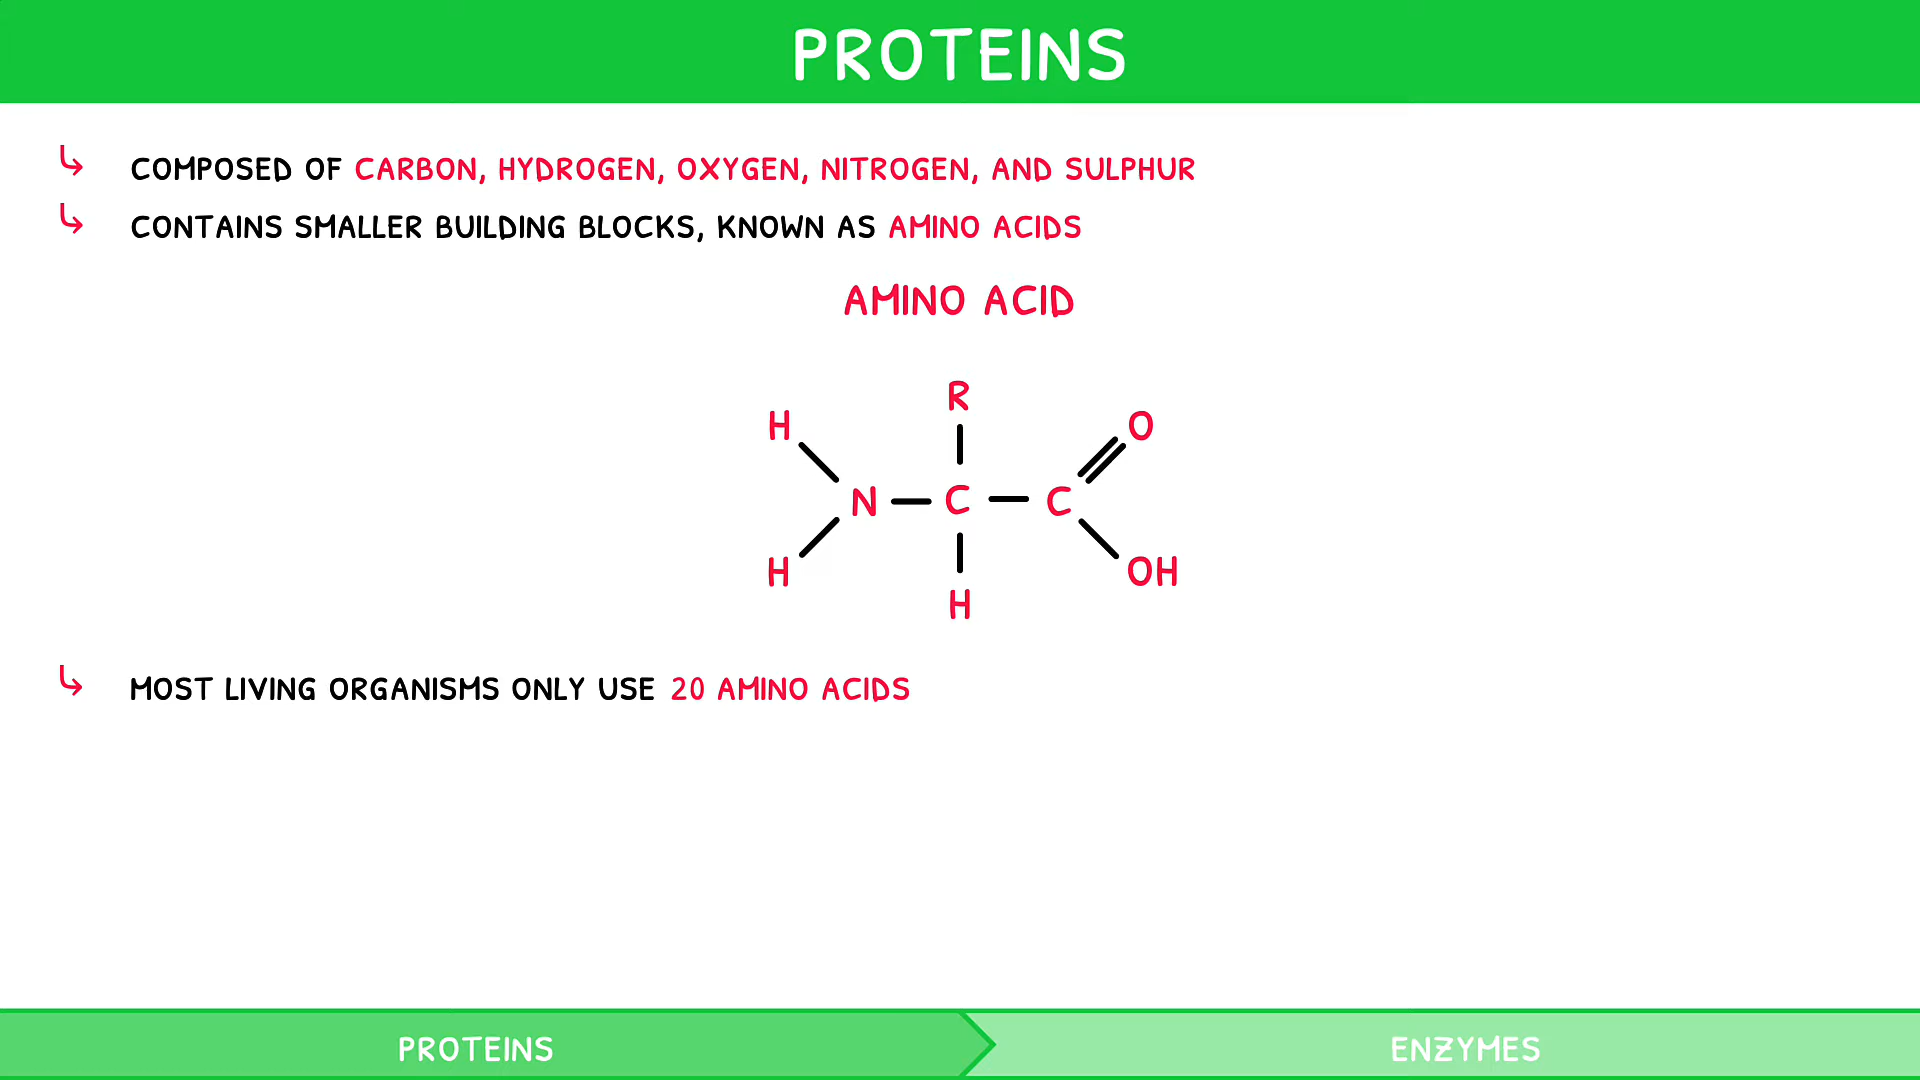 PROTEINS
COMPOSED OF CARBON, HYDROGEN, OXYGEN, NITROGEN, AND SULPHUR
CONTAINS SMALLER BUILDING BLOCKS, KNOWN AS AMINO ACIDS
AMINO ACID
R
H O
N C C
H OH
H
MOST LIVING ORGANISMS ONLY USE 20 AMINO ACIDS
PROTEINS ENZYMES